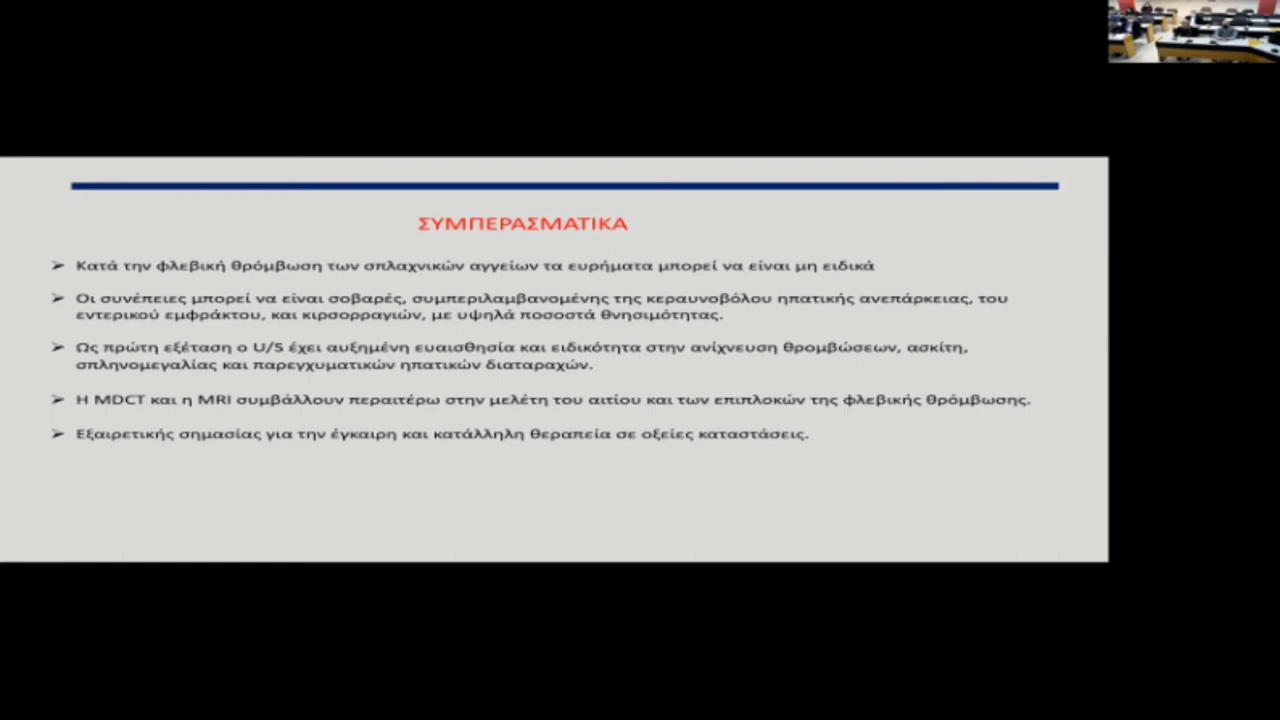 ΣΥΜΠΕΡΑΣΜΑΤΙΚΑ
➢ Κατά την φλεβική θρόμβωση των σπλαχνικών αγγείων τα ευρήματα μπορεί να είναι μη ειδικά
➢ Οι συνέπειες μπορεί να είναι σοβαρές, συμπεριλαμβανομένης της κεραυνοβόλου ηπατικής ανεπάρκειας, του
εντερικού εμφράκτου, και κιρσορραγιών, με υψηλά ποσοστά θνησιμότητας.
➢ Ως πρώτη εξέταση ο U/S έχει αυξημένη ευαισθησία και ειδικότητα στην ανίχνευση θρομβώσεων, ασκίτη,
σπληνομεγαλίας και παρεγχυματικών ηπατικών διαταραχών.
➢ Η MDCT και η MRI συμβάλλουν περαιτέρω στην μελέτη του αιτίου και των επιπλοκών της φλεβικής θρόμβωσης.
➢ Εξαιρετικής σημασίας για την έγκαιρη και κατάλληλη θεραπεία σε οξείες καταστάσεις.